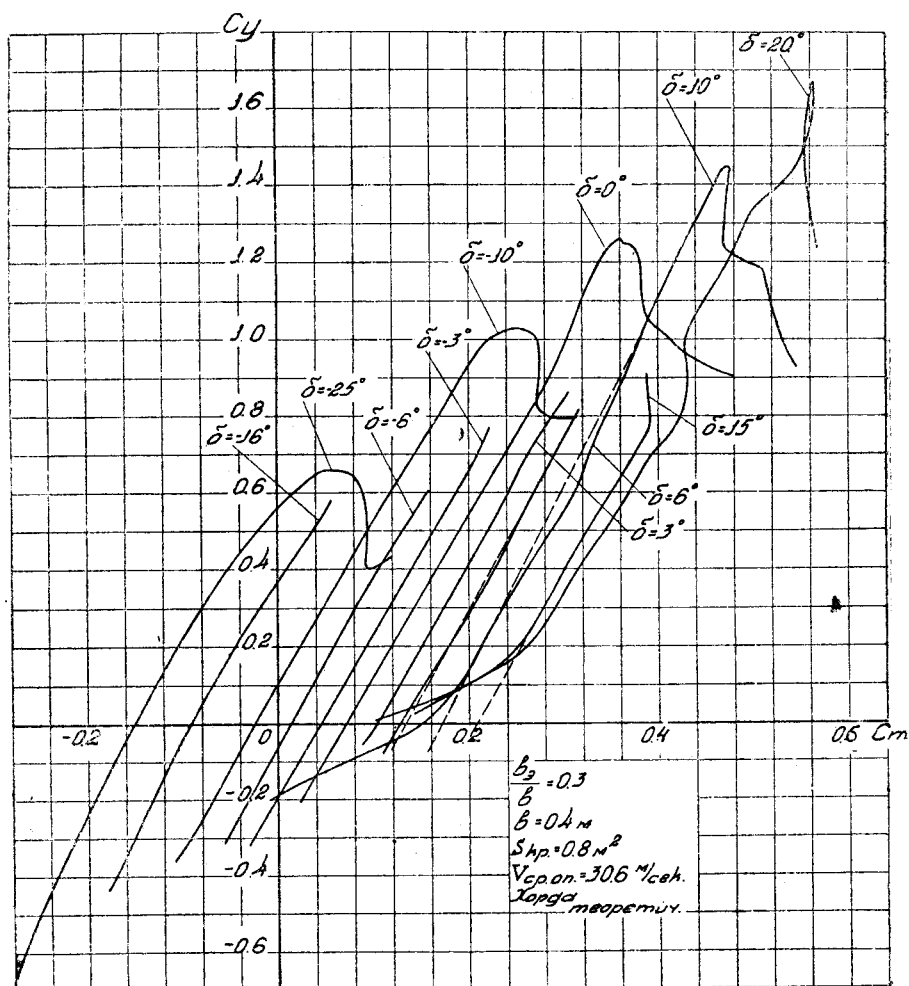 Cy
δ=20°
1.6
δ=10°
1.4
δ=0°
1.2
δ=-10°
1.0
δ=-3°
δ=-25°
0.8
δ=-6°
δ=-16°
δ=15°
0.6
δ=6°
δ=3°
0.4
0.2
-0.2
0
0.2
0.4
0.6
Cm
-0.2
-0.4
-0.6
bэ/b =0.3
b=0.4 м
Sкр.=0.8 м²
Vср.оп.=30.6 м/сек.
Хорда
теоретич.